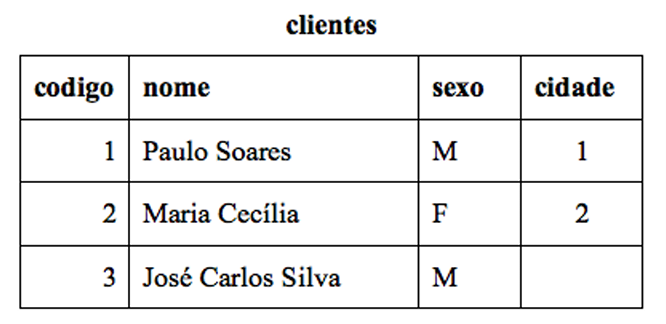 clientes
codigo nome sexo cidade
1 Paulo Soares M 1
2 Maria Cecília F 2
3 José Carlos Silva M